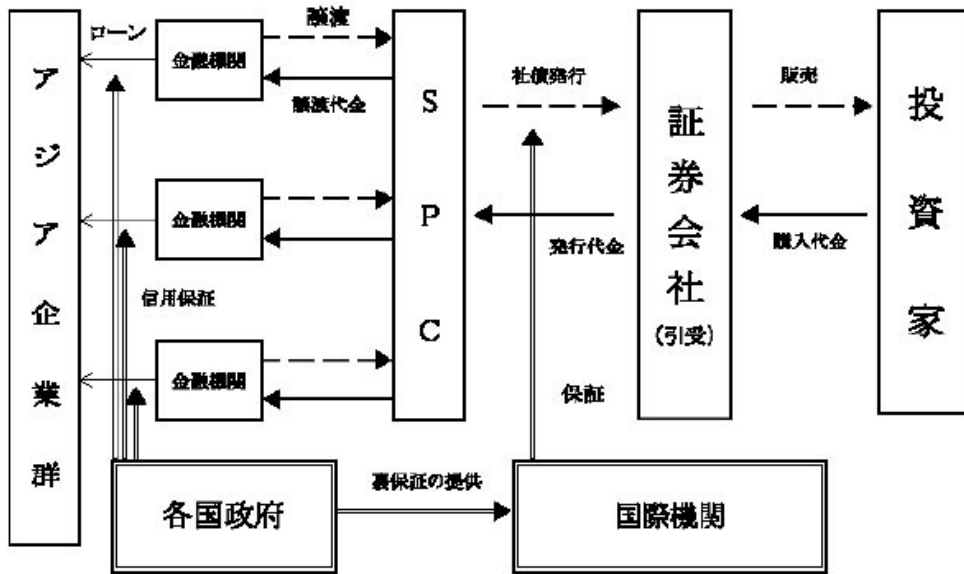 ローン
譲渡
金融機関
譲渡代金
アジア企業群
SPC
社債発行
販売
証券会社
(引受)
投資家
金融機関
発行代金
購入代金
信用保証
金融機関
保証
裏保証の提供
各国政府
国際機関